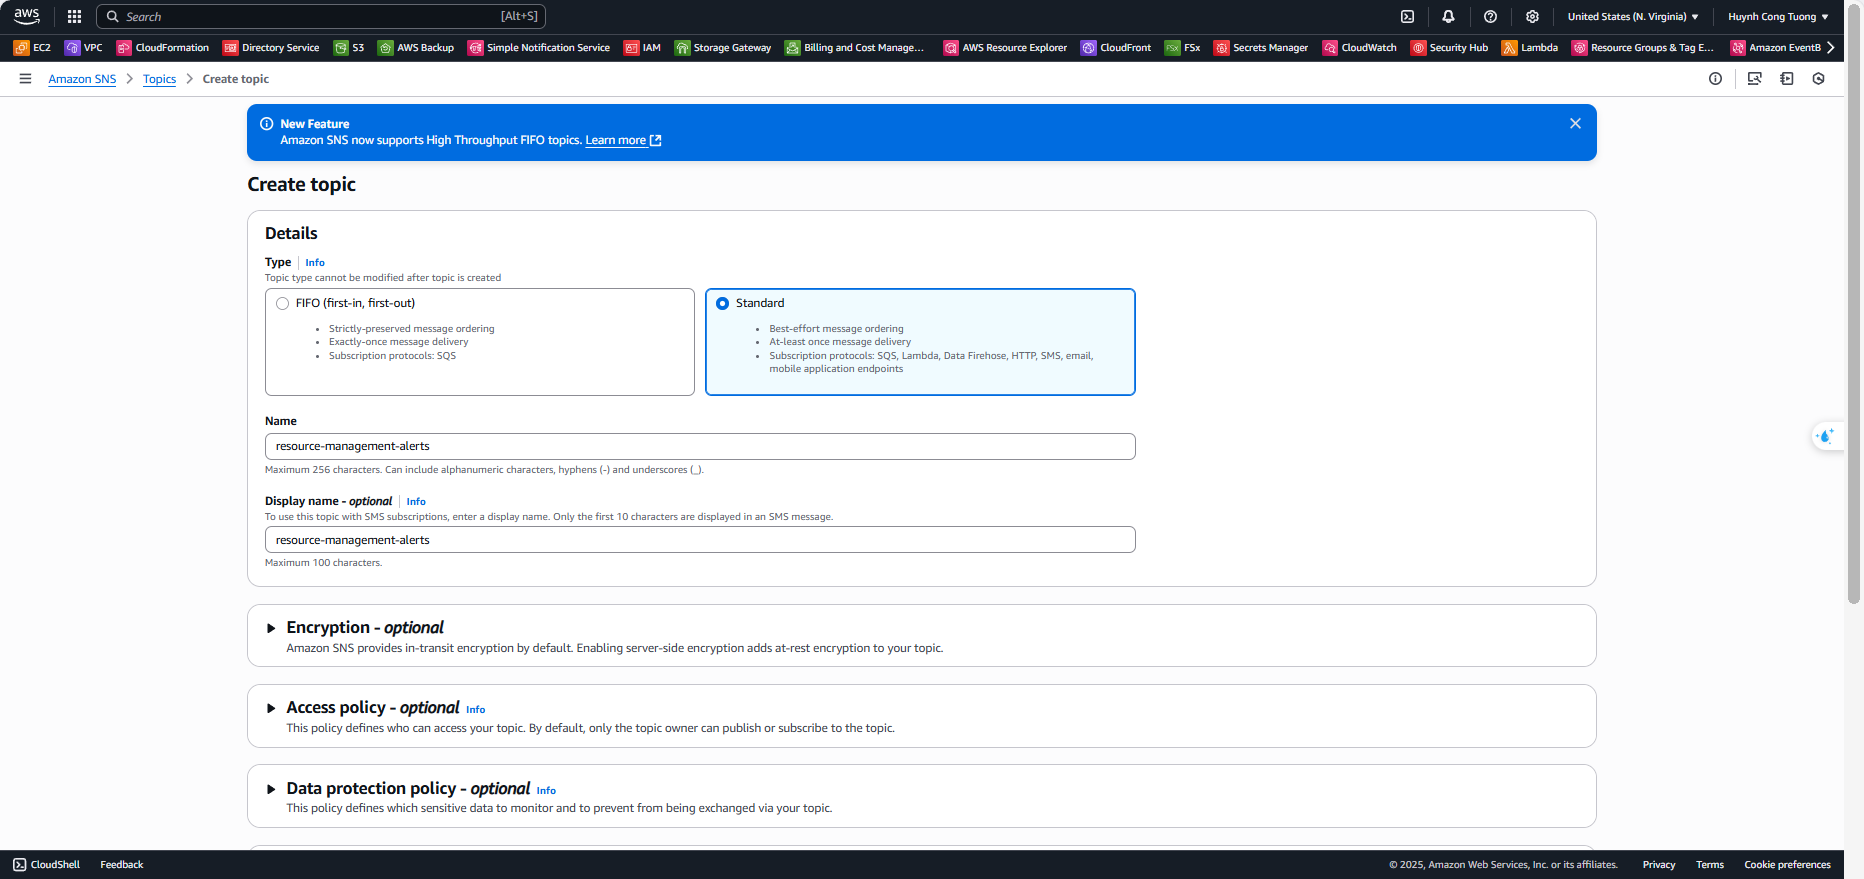 aws
Search [Alt+S] United States (N. Virginia) Huynh Cong Tuong
EC2 VPC CloudFormation Directory Service S3 AWS Backup Simple Notification Service IAM Storage Gateway Billing and Cost Manage... AWS Resource Explorer CloudFront FSx Secrets Manager CloudWatch Security Hub Lambda Resource Groups & Tag E... Amazon EventB
Amazon SNS Topics Create topic
New Feature
Amazon SNS now supports High Throughput FIFO topics. Learn more
Create topic
Details
Type Info
Topic type cannot be modified after topic is created
FIFO (first-in, first-out)
• Strictly-preserved message ordering
• Exactly-once message delivery
• Subscription protocols: SQS
Standard
• Best-effort message ordering
• At-least once message delivery
• Subscription protocols: SQS, Lambda, Data Firehose, HTTP, SMS, email,
mobile application endpoints
Name
resource-management-alerts
Maximum 256 characters. Can include alphanumeric characters, hyphens (-) and underscores (_).
Display name - optional Info
To use this topic with SMS subscriptions, enter a display name. Only the first 10 characters are displayed in an SMS message.
resource-management-alerts
Maximum 100 characters.
Encryption - optional
Amazon SNS provides in-transit encryption by default. Enabling server-side encryption adds at-rest encryption to your topic.
Access policy - optional Info
This policy defines who can access your topic. By default, only the topic owner can publish or subscribe to the topic.
Data protection policy - optional Info
This policy defines which sensitive data to monitor and to prevent from being exchanged via your topic.
CloudShell Feedback © 2025, Amazon Web Services, Inc. or its affiliates. Privacy Terms Cookie preferences